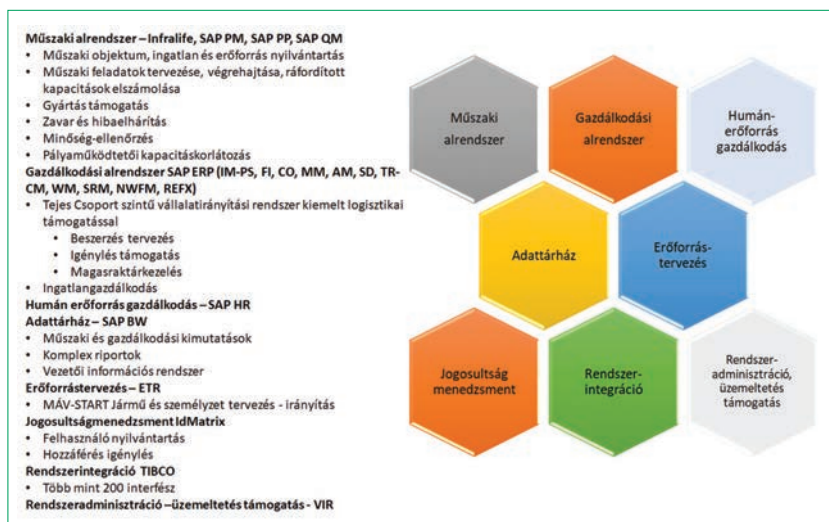 Műszaki alrendszer – Infralife, SAP PM, SAP PP, SAP QM
• Műszaki objektum, ingatlan és erőforrás nyilvántartás
• Műszaki feladatok tervezése, végrehajtása, ráfordított
kapacitások elszámolása
• Gyártás támogatás
• Zavar és hibaelhárítás
• Minőség-ellenőrzés
• Pályaműködtetői kapacitáskorlátozás
Gazdálkodási alrendszer SAP ERP (IM-PS, FI, CO, MM, AM, SD, TR-
CM, WM, SRM, NWFM, REFX)
• Tejes Csoport szintű vállalatirányítási rendszer kiemelt logisztikai
támogatással
• Beszerzés tervezés
• Igénylés támogatás
• Magasraktárkezelés
• Ingatlangazdálkodás
Humán erőforrás gazdálkodás – SAP HR
Adattárház – SAP BW
• Műszaki és gazdálkodási kimutatások
• Komplex riportok
• Vezetői információs rendszer
Erőforrástervezés – ETR
• MÁV-START Jármű és személyzet tervezés - irányítás
Jogosultságmenedzsment IdMatrix
• Felhasználó nyilvántartás
• Hozzáférés igénylés
Rendszerintegráció TIBCO
• Több mint 200 interfész
Rendszeradminisztráció –üzemeltetés támogatás - VIR
Műszaki
alrendszer
Gazdálkodási
alrendszer
Humán-
erőforrás
gazdálkodás
Adattárház
Erőforrás-
tervezés
Jogosultság
menedzsment
Rendszer-
integráció
Rendszer-
adminisztráció,
üzemeltetés
támogatás